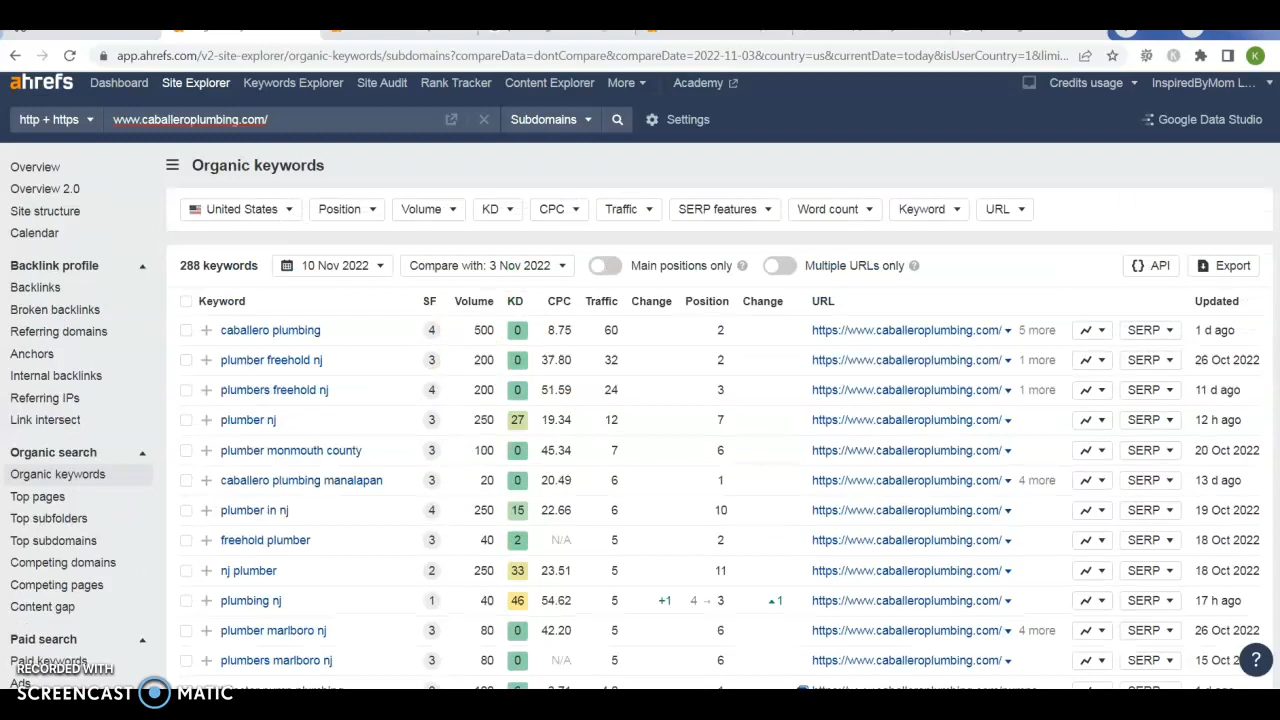 app.ahrefs.com/v2-site-explorer/organic-keywords/subdomains?compareData=dontCompare&compareDate=2022-11-03&country=us&currentDate=today&isUserCountry=1&limi... K
ahrefs Dashboard Site Explorer Keywords Explorer Site Audit Rank Tracker Content Explorer More Academy Credits usage InspiredByMom L...
http + https www.caballeroplumbing.com/ Subdomains Settings Google Data Studio
Overview
Overview 2.0
Site structure
Calendar
Backlink profile
Backlinks
Broken backlinks
Referring domains
Anchors
Internal backlinks
Referring IPs
Link intersect
Organic search
Organic keywords
Top pages
Top subfolders
Top subdomains
Competing domains
Competing pages
Content gap
Paid search
Paid keywords
Ads
Organic keywords
United States Position Volume KD CPC Traffic SERP features Word count Keyword URL
288 keywords 10 Nov 2022 Compare with: 3 Nov 2022 Main positions only ? Multiple URLs only ? {} API Export
Keyword SF Volume KD CPC Traffic Change Position Change URL Updated
caballero plumbing 4 500 0 8.75 60 2 https://www.caballeroplumbing.com/ 5 more SERP 1 d ago
plumber freehold nj 3 200 0 37.80 32 2 https://www.caballeroplumbing.com/ 1 more SERP 26 Oct 2022
plumbers freehold nj 4 200 0 51.59 24 3 https://www.caballeroplumbing.com/ 1 more SERP 11 d ago
plumber nj 3 250 27 19.34 12 7 https://www.caballeroplumbing.com/ SERP 12 h ago
plumber monmouth county 3 100 0 45.34 7 6 https://www.caballeroplumbing.com/ SERP 20 Oct 2022
caballero plumbing manalapan 3 20 0 20.49 6 1 https://www.caballeroplumbing.com/ 4 more SERP 13 d ago
plumber in nj 4 250 15 22.66 6 10 https://www.caballeroplumbing.com/ SERP 19 Oct 2022
freehold plumber 3 40 2 N/A 5 2 https://www.caballeroplumbing.com/ SERP 18 Oct 2022
nj plumber 2 250 33 23.51 5 11 https://www.caballeroplumbing.com/ SERP 18 Oct 2022
plumbing nj 1 40 46 54.62 5 +1 4 → 3 ▲1 https://www.caballeroplumbing.com/ SERP 17 h ago
plumber marlboro nj 3 80 0 42.20 5 6 https://www.caballeroplumbing.com/ 4 more SERP 26 Oct 2022
plumbers marlboro nj 3 80 0 N/A 5 6 https://www.caballeroplumbing.com/ SERP 15 Oct 2
?
RECORDED WITH
SCREENCAST MATIC